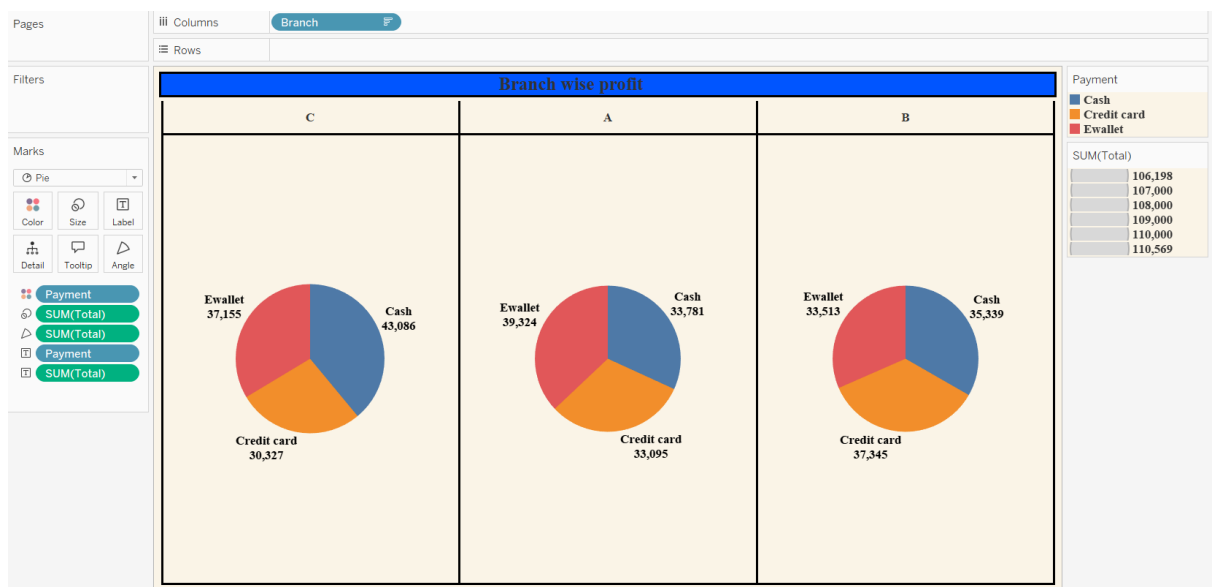 Pages
iii Columns
Branch
Rows
Filters
Marks
Pie
Color
Size
Label
Detail
Tooltip
Angle
Payment
SUM(Total)
SUM(Total)
Payment
SUM(Total)
Branch wise profit
C
A
B
Ewallet
37,155
Cash
43,086
Credit card
30,327
Ewallet
39,324
Cash
33,781
Credit card
33,095
Ewallet
33,513
Cash
35,339
Credit card
37,345
Payment
Cash
Credit card
Ewallet
SUM(Total)
106,198
107,000
108,000
109,000
110,000
110,569